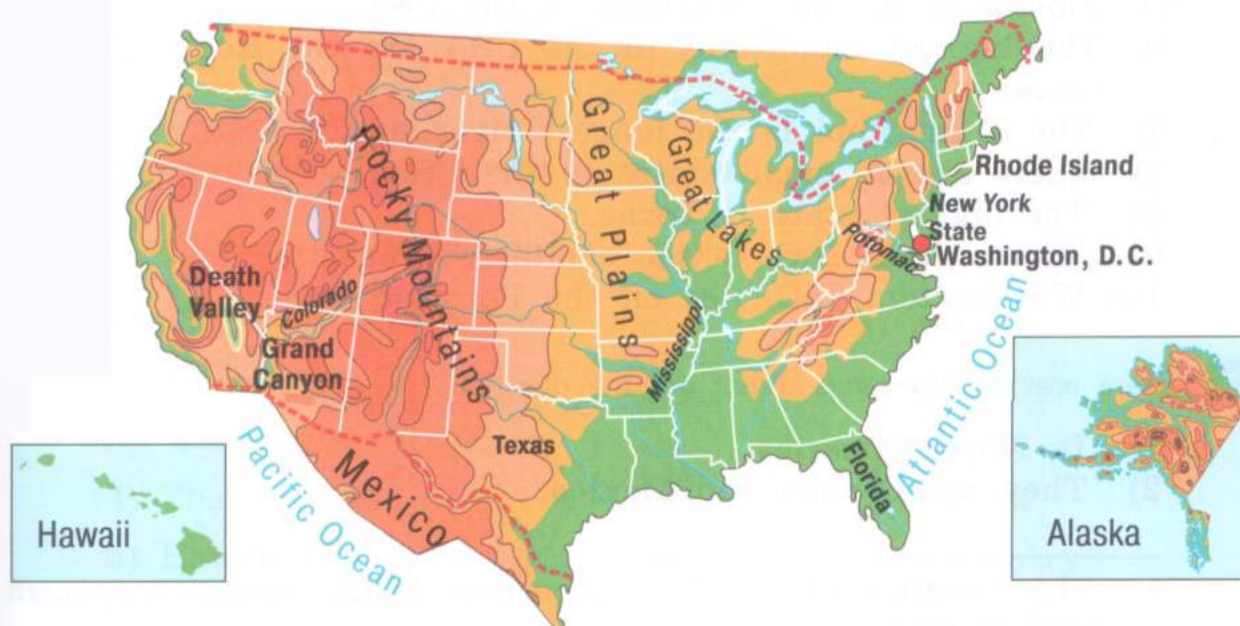 Rocky Mountains
Great Plains
Great Lakes
Rhode Island
New York
State
Washington, D.C.
Potomac
Death
Valley
Colorado
Grand
Canyon
Mississippi
Texas
Mexico
Florida
Pacific Ocean
Atlantic Ocean
Hawaii
Alaska